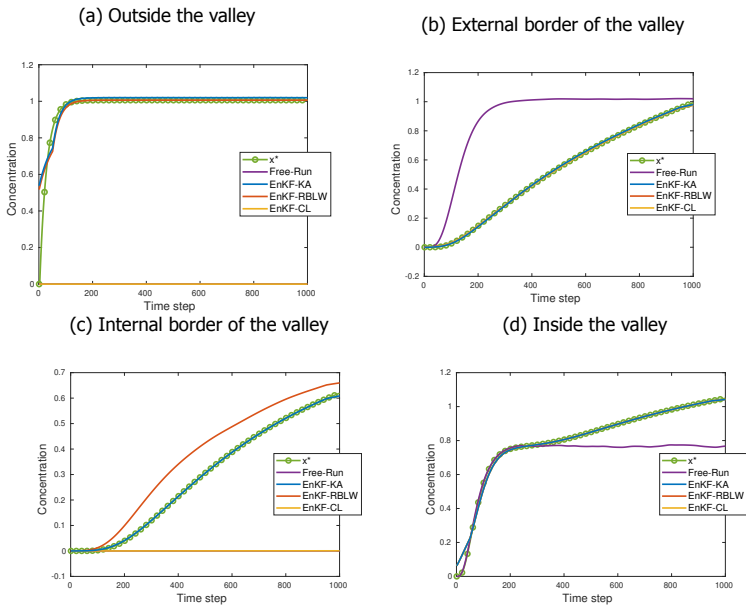 (a) Outside the valley
1.2
1
0.8
0.6
0.4
0.2
0
Concentration
x*
Free-Run
EnKF-KA
EnKF-RBLW
EnKF-CL
0 200 400 600 800 1000
Time step
(b) External border of the valley
1.2
1
0.8
0.6
0.4
0.2
0
-0.2
Concentration
x*
Free-Run
EnKF-KA
EnKF-RBLW
EnKF-CL
0 200 400 600 800 1000
Time step
(c) Internal border of the valley
0.7
0.6
0.5
0.4
0.3
0.2
0.1
0
-0.1
Concentration
x*
Free-Run
EnKF-KA
EnKF-RBLW
EnKF-CL
0 200 400 600 800 1000
Time step
(d) Inside the valley
1.2
1
0.8
0.6
0.4
0.2
0
Concentration
x*
Free-Run
EnKF-KA
EnKF-RBLW
EnKF-CL
0 200 400 600 800 1000
Time step